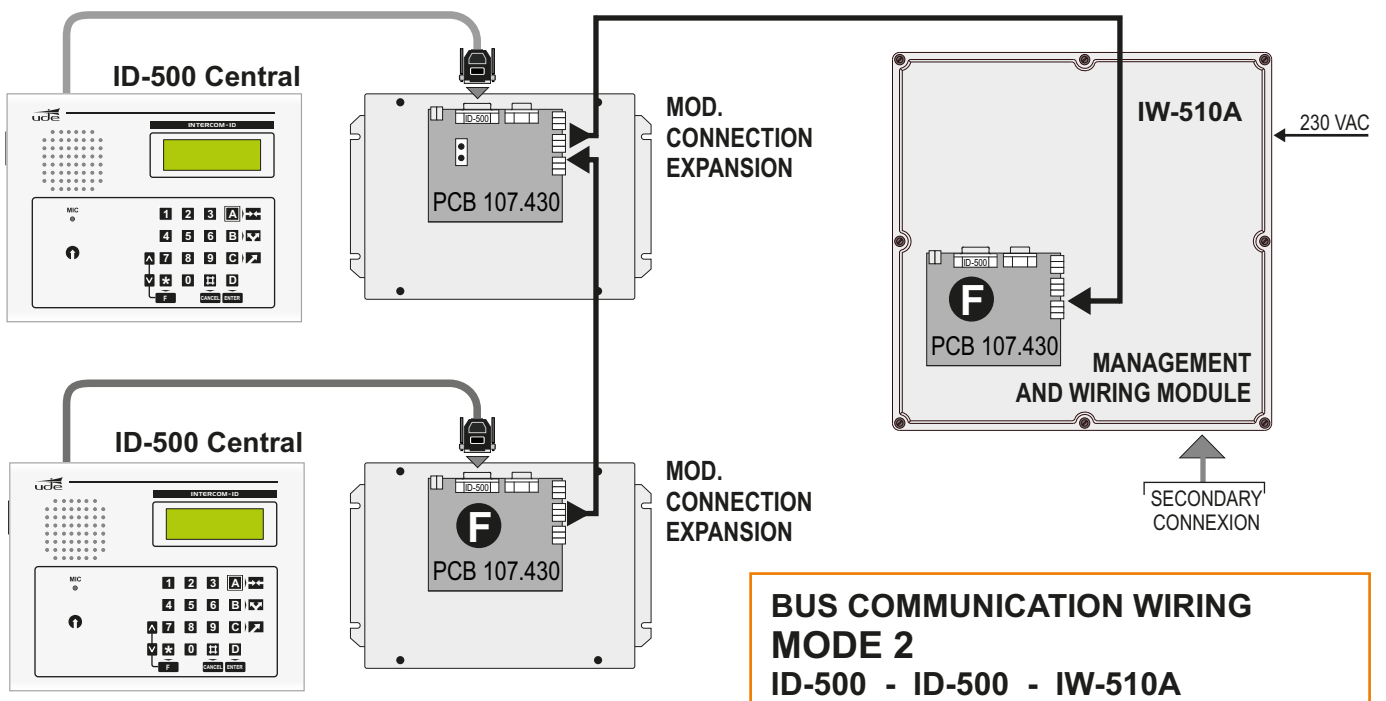 ID-500 Central
ude
INTERCOM-ID
MIC
1 2 3 A
4 5 6 B
7 8 9 C
* 0 # D
F CANCEL ENTER
ID-500
PCB 107.430
MOD.
CONNECTION
EXPANSION
IW-510A
230 VAC
ID-500
F
PCB 107.430
MANAGEMENT
AND WIRING MODULE
SECONDARY
CONNEXION
ID-500 Central
ude
INTERCOM-ID
MIC
1 2 3 A
4 5 6 B
7 8 9 C
* 0 # D
F CANCEL ENTER
ID-500
F
PCB 107.430
MOD.
CONNECTION
EXPANSION
BUS COMMUNICATION WIRING
MODE 2
ID-500 - ID-500 - IW-510A